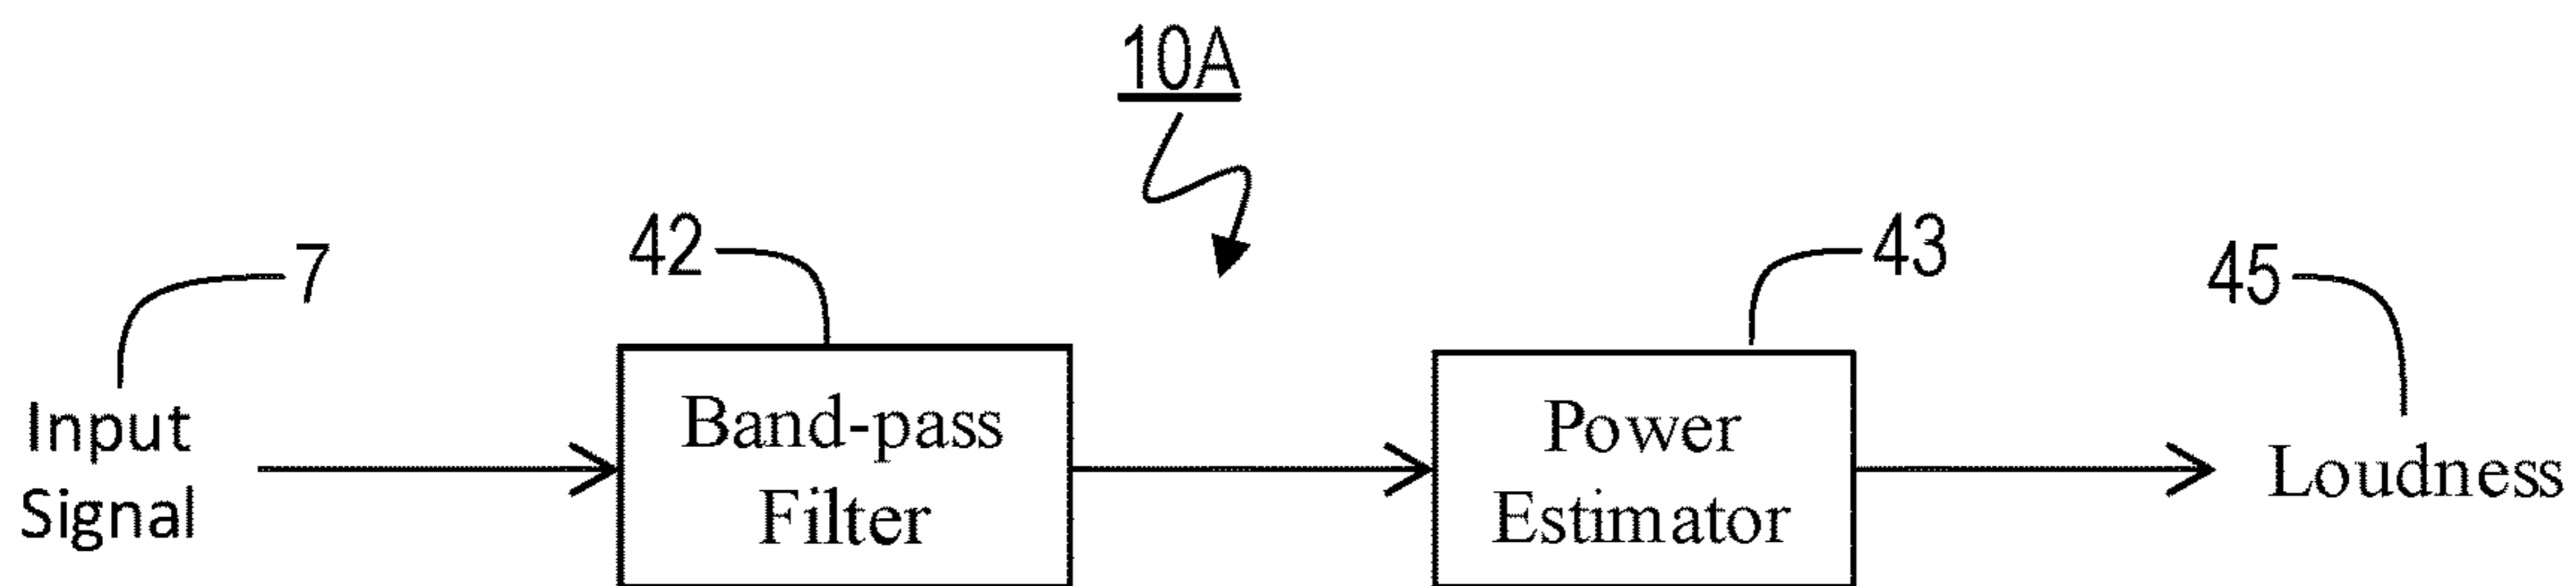 10A
7
42
43
45
Input
Signal
Band-pass
Filter
Power
Estimator
Loudness